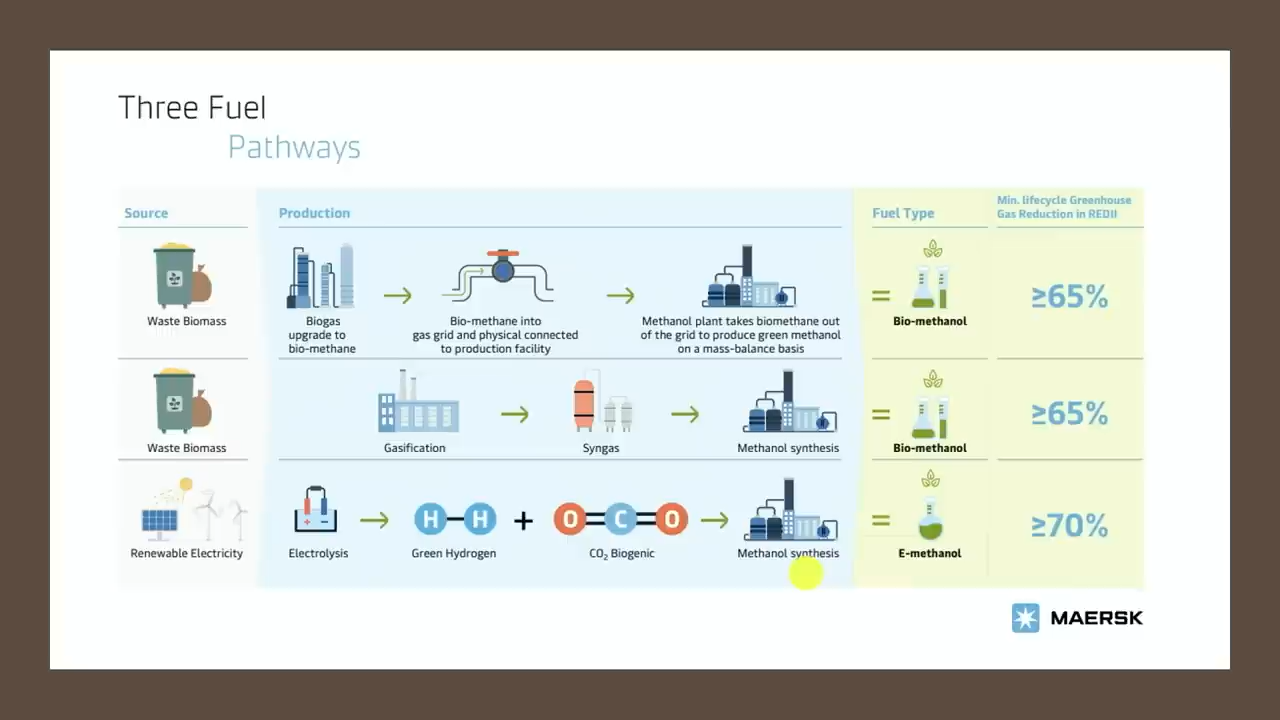 Three Fuel
Pathways
Source
Production
Fuel Type
Min. lifecycle Greenhouse
Gas Reduction in REDII
Waste Biomass
Biogas
upgrade to
bio-methane
Bio-methane into
gas grid and physical connected
to production facility
Methanol plant takes biomethane out
of the grid to produce green methanol
on a mass-balance basis
=
Bio-methanol
≥65%
Waste Biomass
Gasification
Syngas
Methanol synthesis
=
Bio-methanol
≥65%
Renewable Electricity
Electrolysis
H H
Green Hydrogen
+
O C O
CO₂ Biogenic
Methanol synthesis
=
E-methanol
≥70%
MAERSK